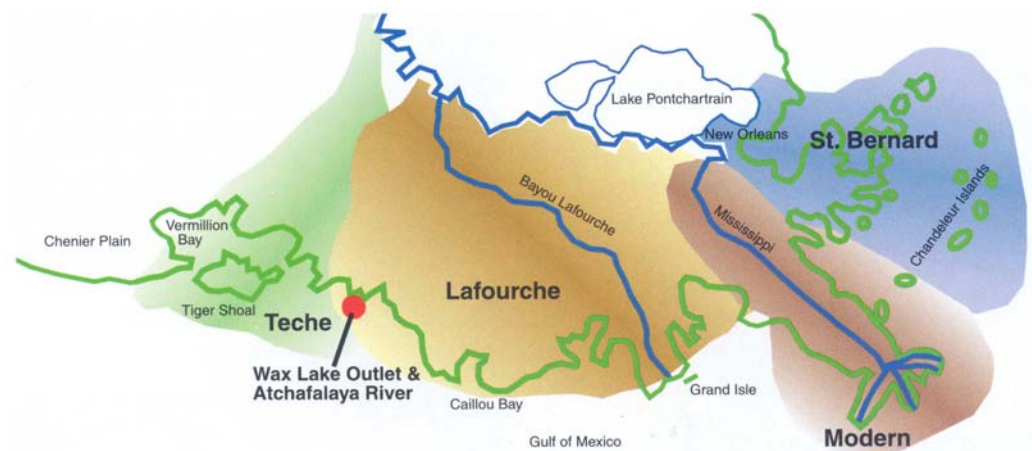 Lake Pontchartrain
New Orleans
St. Bernard
Chandeleur Islands
Bayou Lafourche
Mississippi
Vermillion
Bay
Chenier Plain
Tiger Shoal
Teche
Lafourche
Wax Lake Outlet &
Atchafalaya River
Caillou Bay
Grand Isle
Gulf of Mexico
Modern